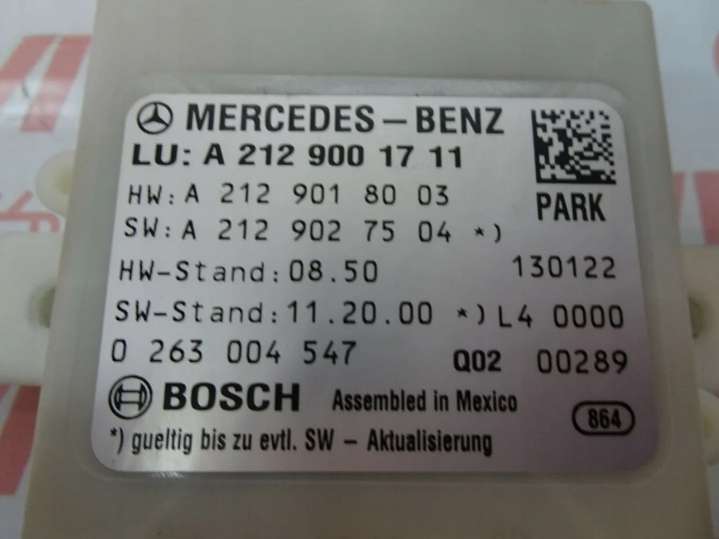 MERCEDES-BENZ
LU: A 212 900 17 11
HW: A 212 901 80 03
PARK
SW: A 212 902 75 04 *)
HW-Stand: 08.50 130122
SW-Stand: 11.20.00 *) L4 0000
0 263 004 547 Q02 00289
BOSCH Assembled in Mexico 864
*) gueltig bis zu evtl. SW - Aktualisierung